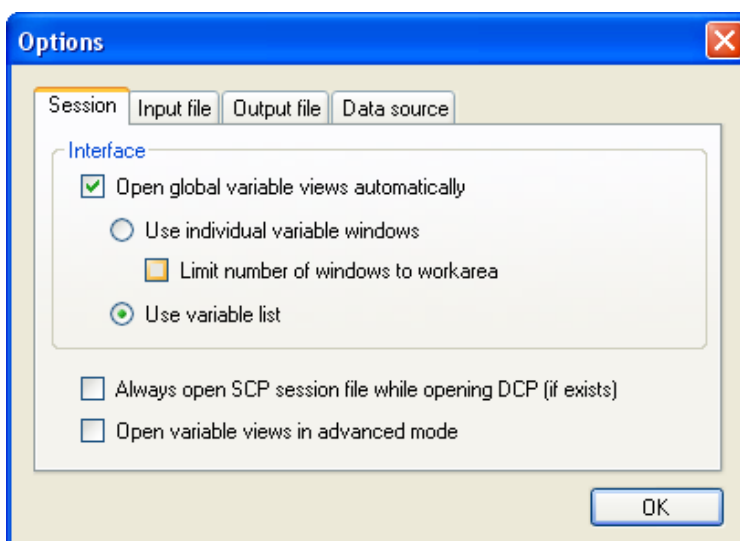 Options
Session Input file Output file Data source
Interface
Open global variable views automatically
Use individual variable windows
Limit number of windows to workarea
Use variable list
Always open SCP session file while opening DCP (if exists)
Open variable views in advanced mode
OK